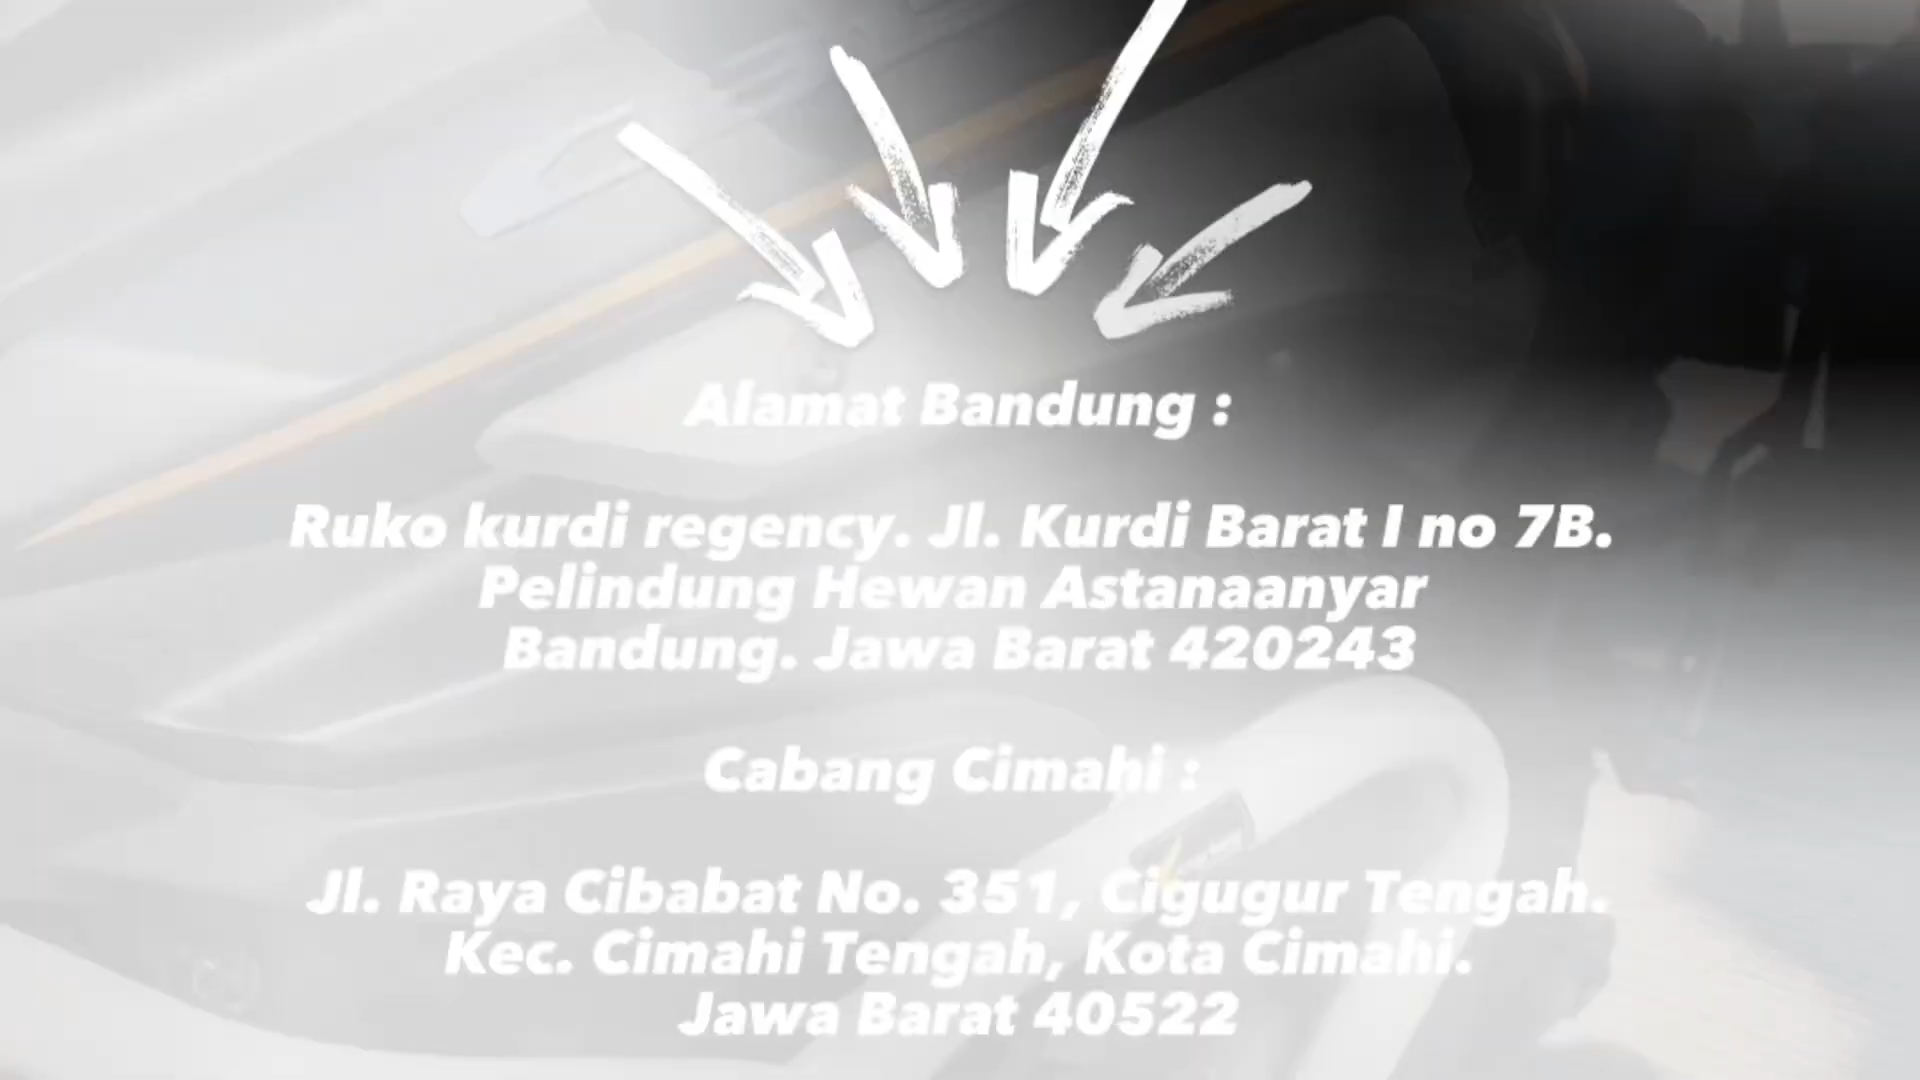 Alamat Bandung :
Ruko kurdi regency. Jl. Kurdi Barat I no 7B.
Pelindung Hewan Astanaanyar
Bandung. Jawa Barat 420243
Cabang Cimahi :
Jl. Raya Cibabat No. 351, Cigugur Tengah.
Kec. Cimahi Tengah, Kota Cimahi.
Jawa Barat 40522